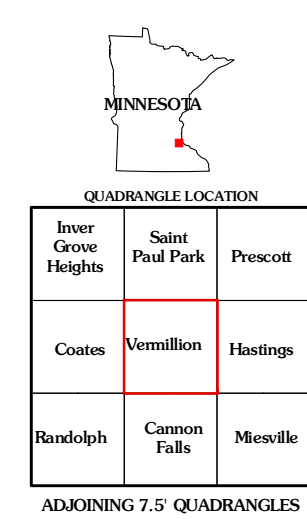 MINNESOTA
QUADRANGLE LOCATION
Inver
Grove
Heights
Saint
Paul Park
Prescott
Coates
Vermillion
Hastings
Randolph
Cannon
Falls
Miesville
ADJOINING 7.5' QUADRANGLES